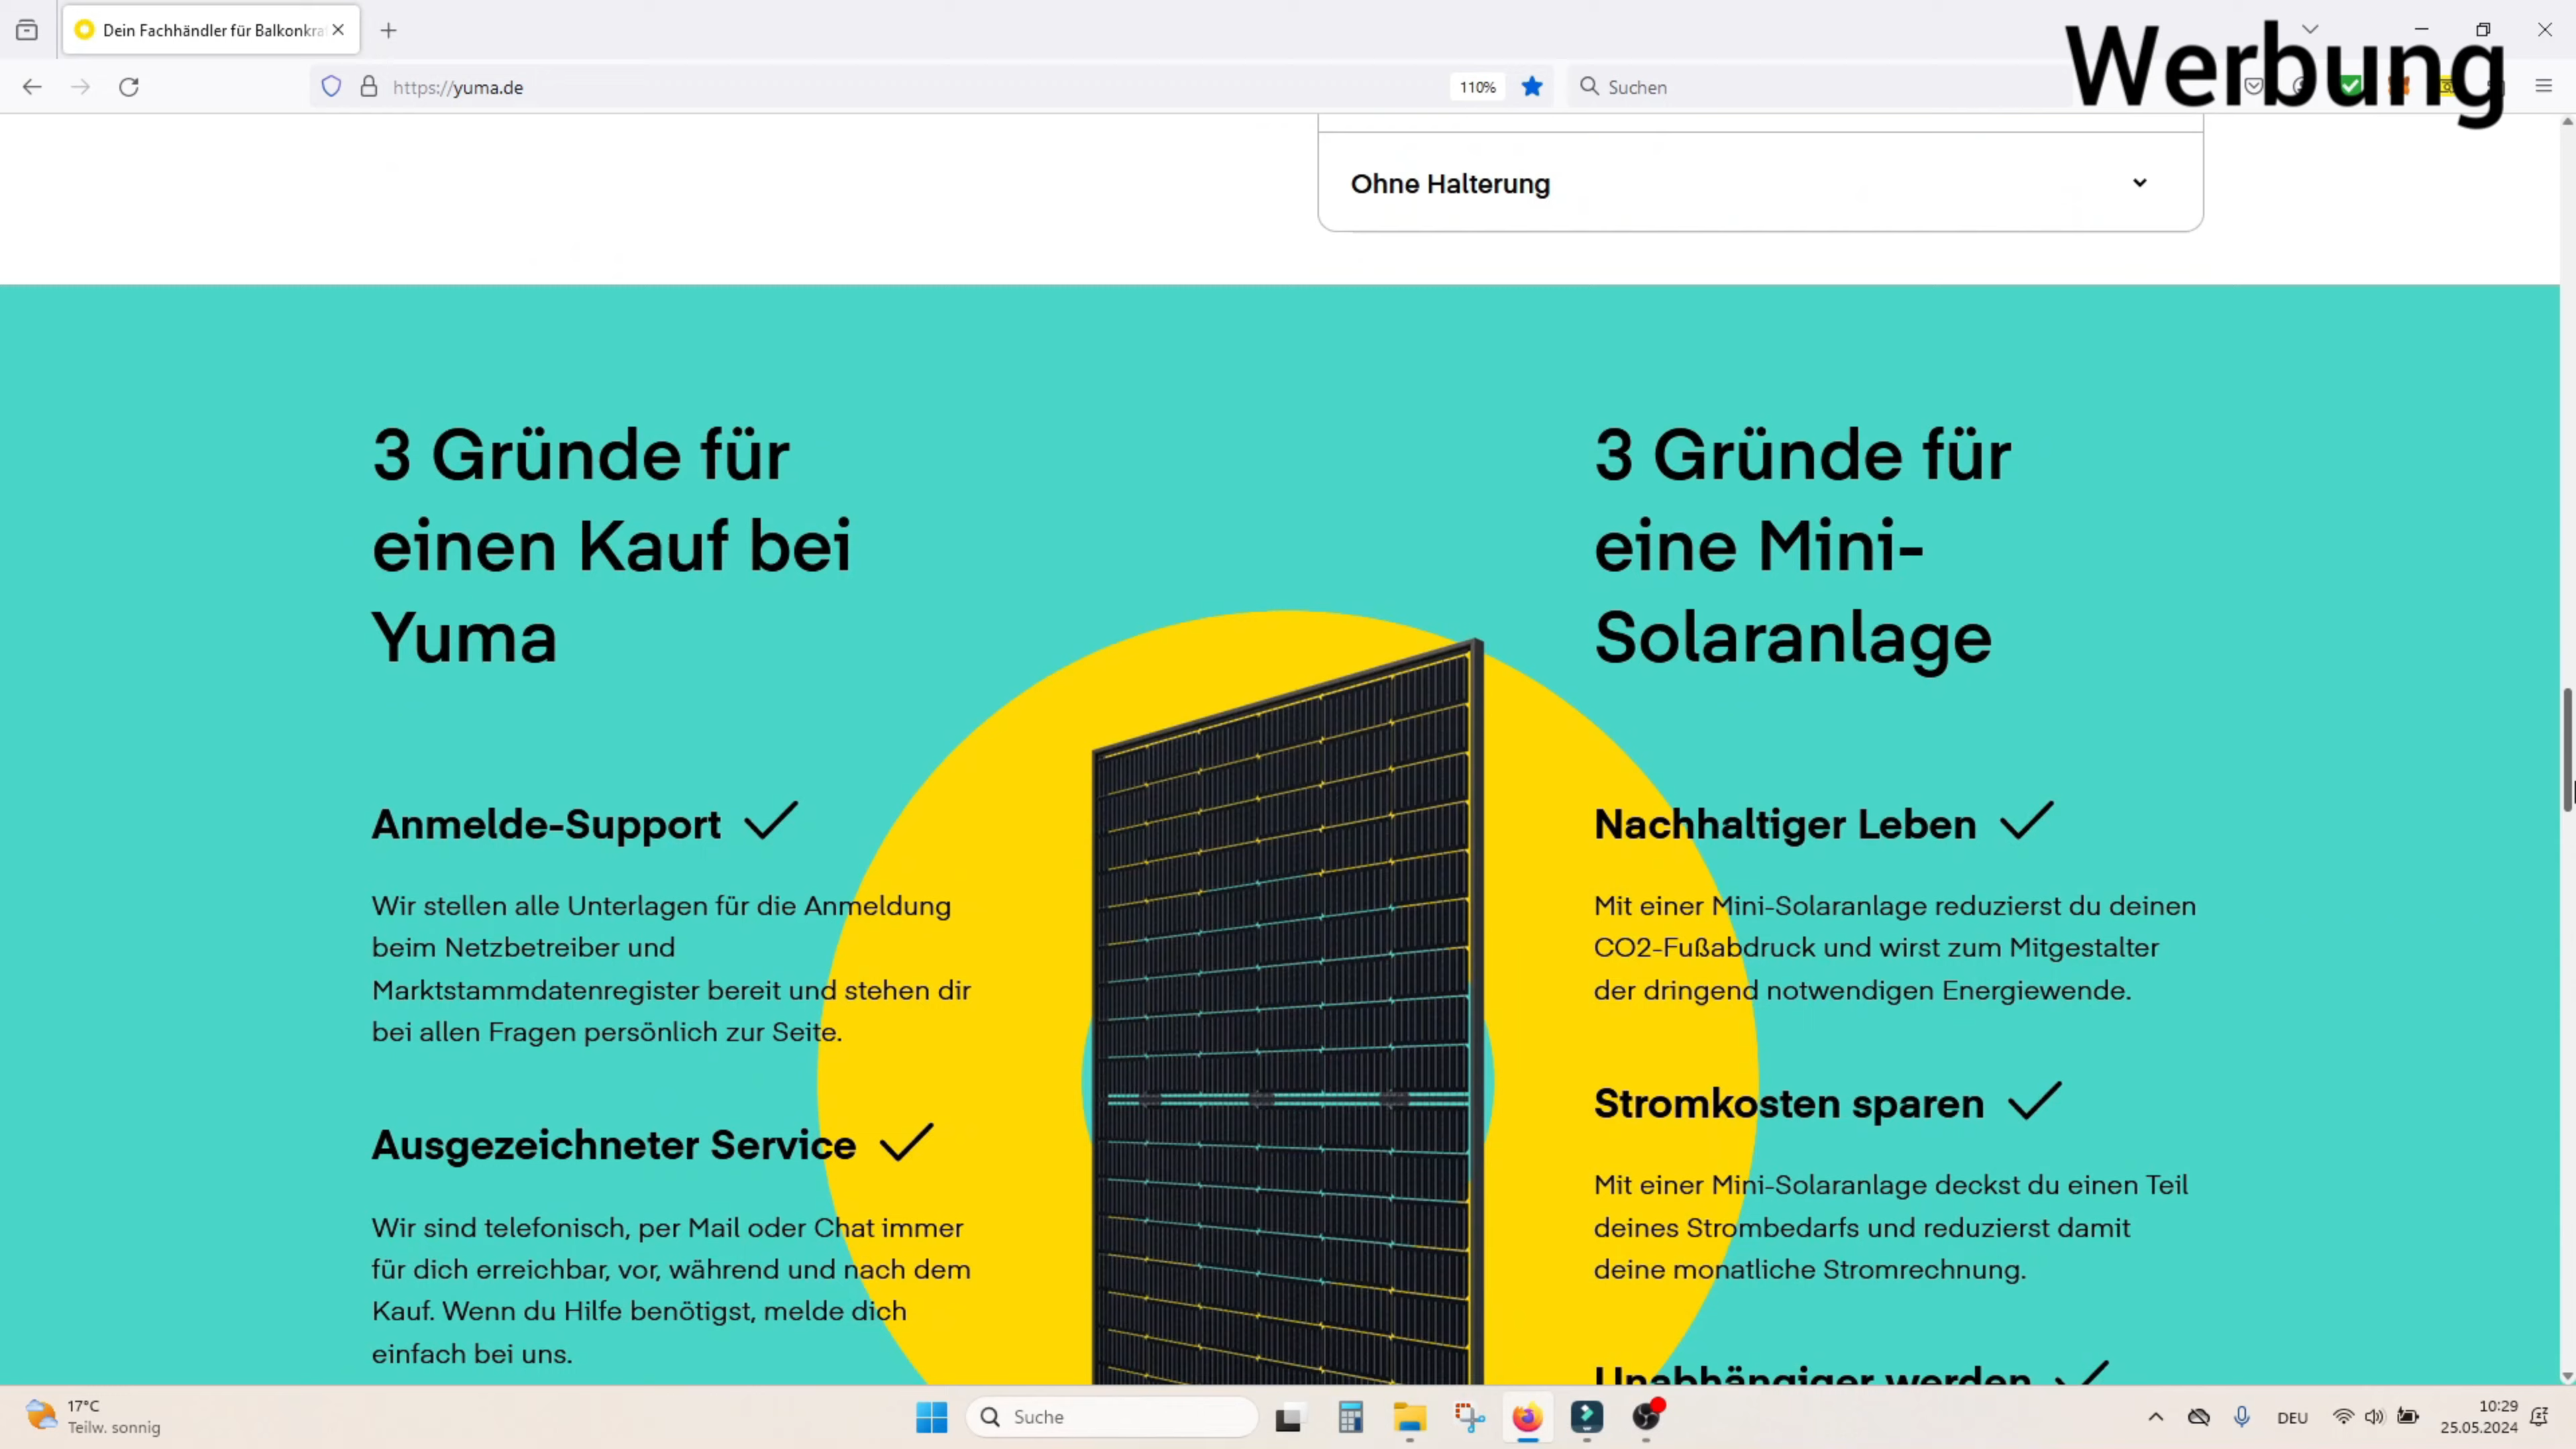 Dein Fachhändler für Balkonkra
Werbung
https://yuma.de
110%
Suchen
Ohne Halterung
3 Gründe für
einen Kauf bei
Yuma
Anmelde-Support
Wir stellen alle Unterlagen für die Anmeldung
beim Netzbetreiber und
Marktstammdatenregister bereit und stehen dir
bei allen Fragen persönlich zur Seite.
Ausgezeichneter Service
Wir sind telefonisch, per Mail oder Chat immer
für dich erreichbar, vor, während und nach dem
Kauf. Wenn du Hilfe benötigst, melde dich
einfach bei uns.
3 Gründe für
eine Mini-
Solaranlage
Nachhaltiger Leben
Mit einer Mini-Solaranlage reduzierst du deinen
CO2-Fußabdruck und wirst zum Mitgestalter
der dringend notwendigen Energiewende.
Stromkosten sparen
Mit einer Mini-Solaranlage deckst du einen Teil
deines Strombedarfs und reduzierst damit
deine monatliche Stromrechnung.
Unabhängiger werden
17°C
Teilw. sonnig
Suche
DEU
10:29
25.05.2024